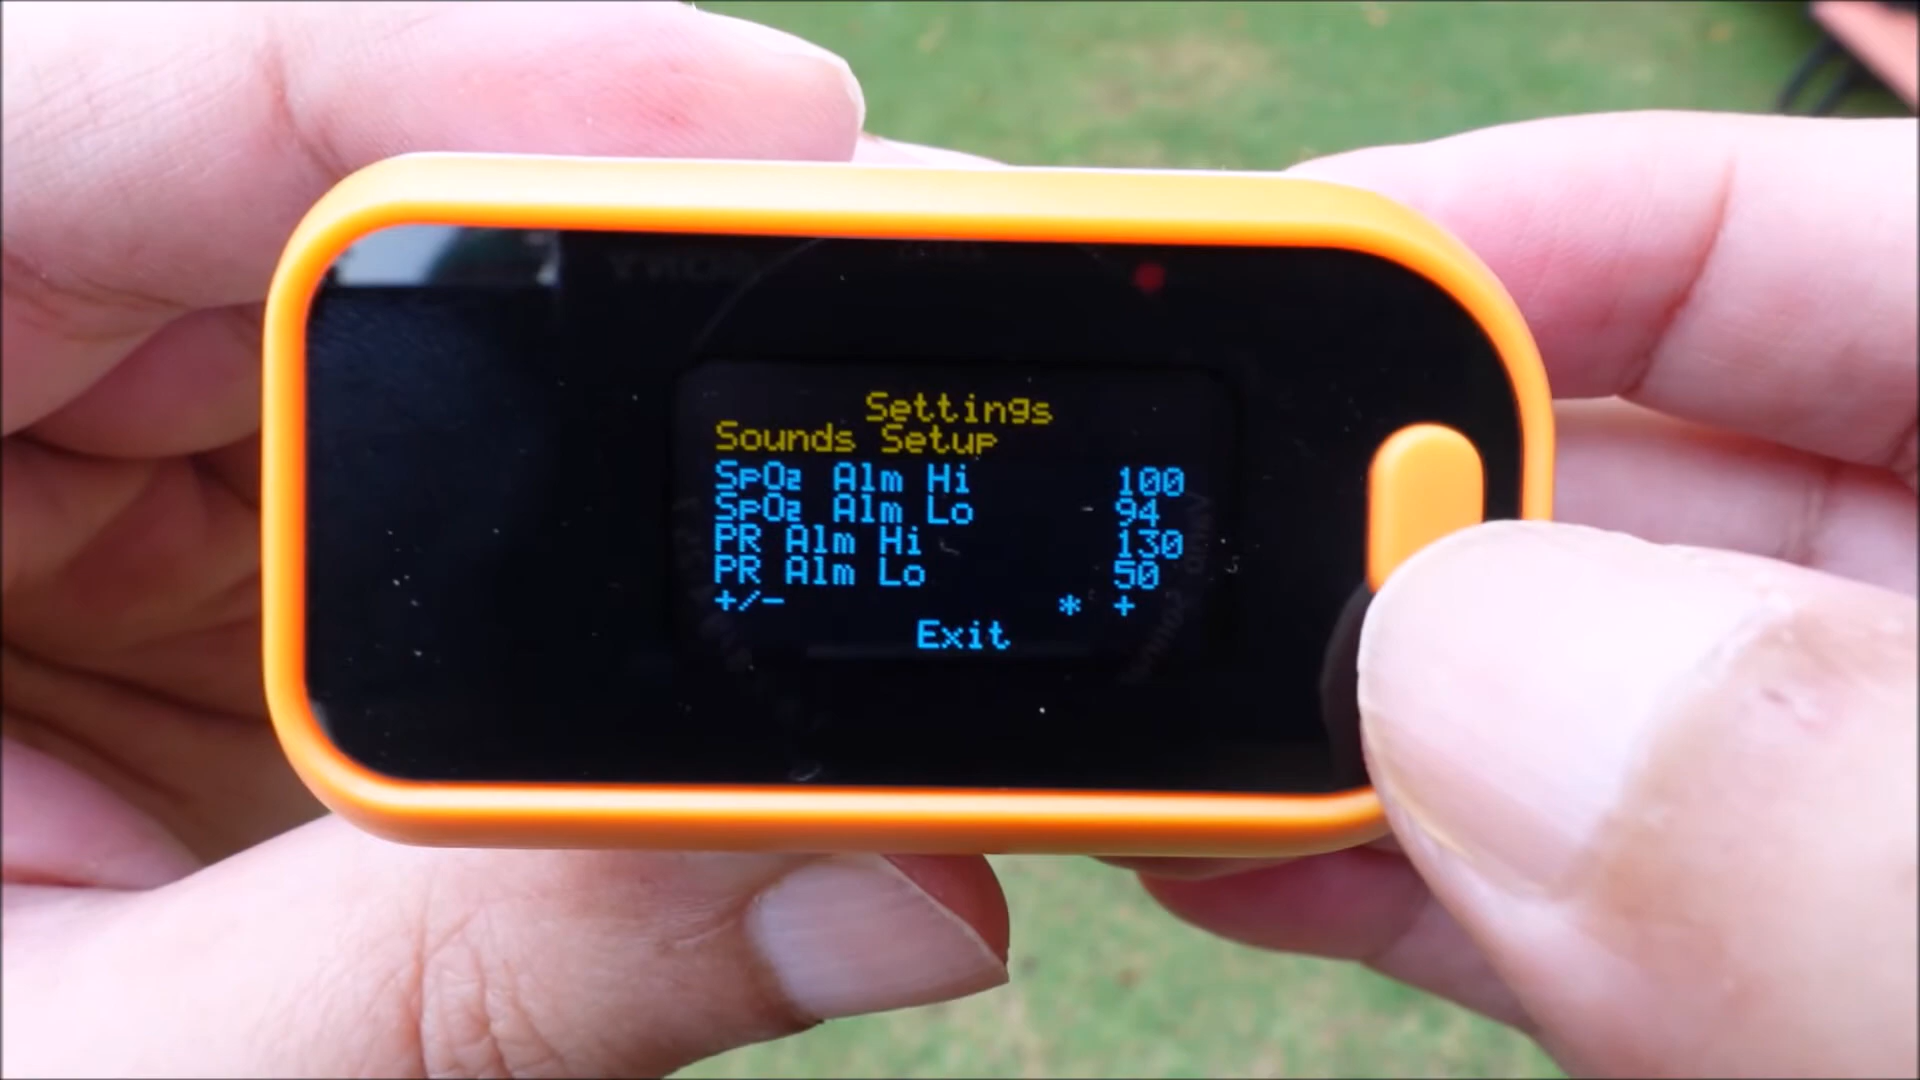 Settings
Sounds Setup
SpO₂ Alm Hi 100
SpO₂ Alm Lo 94
PR Alm Hi 130
PR Alm Lo 50
+/- * +
Exit